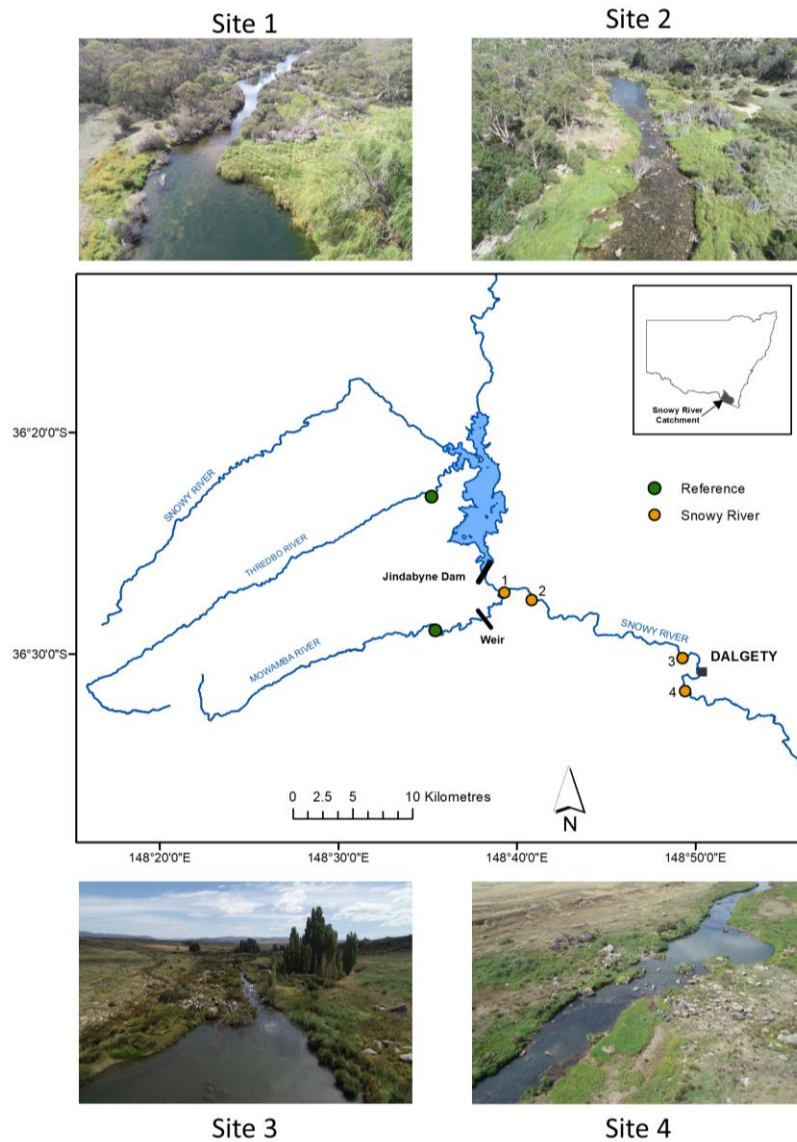 Site 1
Site 2
Snowy River
Catchment
36°20'0"S
Reference
Snowy River
SNOWY RIVER
THREDBO RIVER
Jindabyne Dam
1
2
Weir
SNOWY RIVER
36°30'0"S
MOWAMBA RIVER
3
DALGETY
4
0 2.5 5 10 Kilometres
N
148°20'0"E 148°30'0"E 148°40'0"E 148°50'0"E
Site 3
Site 4